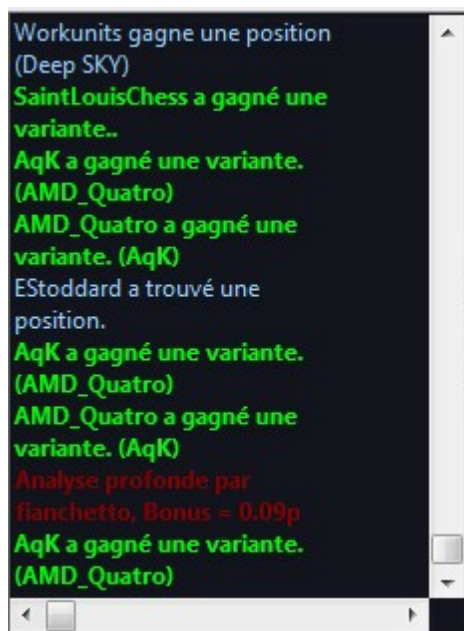 Workunits gagne une position
(Deep SKY)
SaintLouisChess a gagné une
variante..
AqK a gagné une variante.
(AMD_Quatro)
AMD_Quatro a gagné une
variante. (AqK)
EStoddard a trouvé une
position.
AqK a gagné une variante.
(AMD_Quatro)
AMD_Quatro a gagné une
variante. (AqK)
Analyse profonde par
fianchetto, Bonus = 0.09p
AqK a gagné une variante.
(AMD_Quatro)